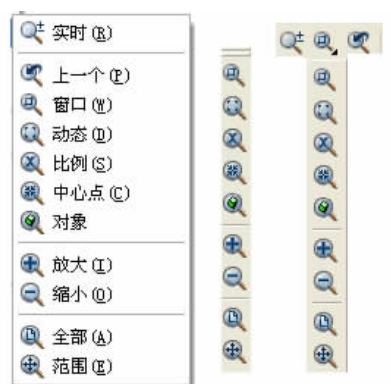 实时(R)
上一个(P)
窗口(W)
动态(D)
比例(S)
中心点(C)
对象
放大(I)
缩小(O)
全部(A)
范围(E)